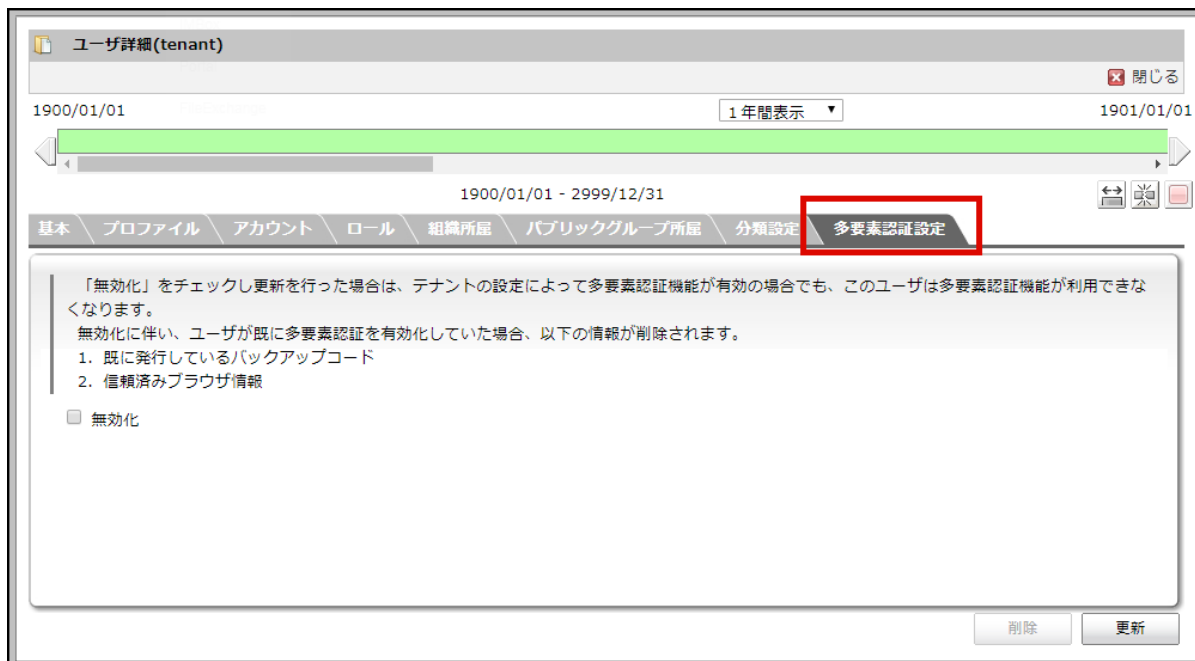 ユーザ詳細(tenant)
閉じる
1900/01/01 1年間表示 1901/01/01
1900/01/01 - 2999/12/31
基本 プロファイル アカウント ロール 組織所属 パブリックグループ所属 分類設定 多要素認証設定
「無効化」をチェックし更新を行った場合は、テナントの設定によって多要素認証機能が有効の場合でも、このユーザは多要素認証機能が利用できな
くなります。
無効化に伴い、ユーザが既に多要素認証を有効化していた場合、以下の情報が削除されます。
1. 既に発行しているバックアップコード
2. 信頼済みブラウザ情報
無効化
削除 更新